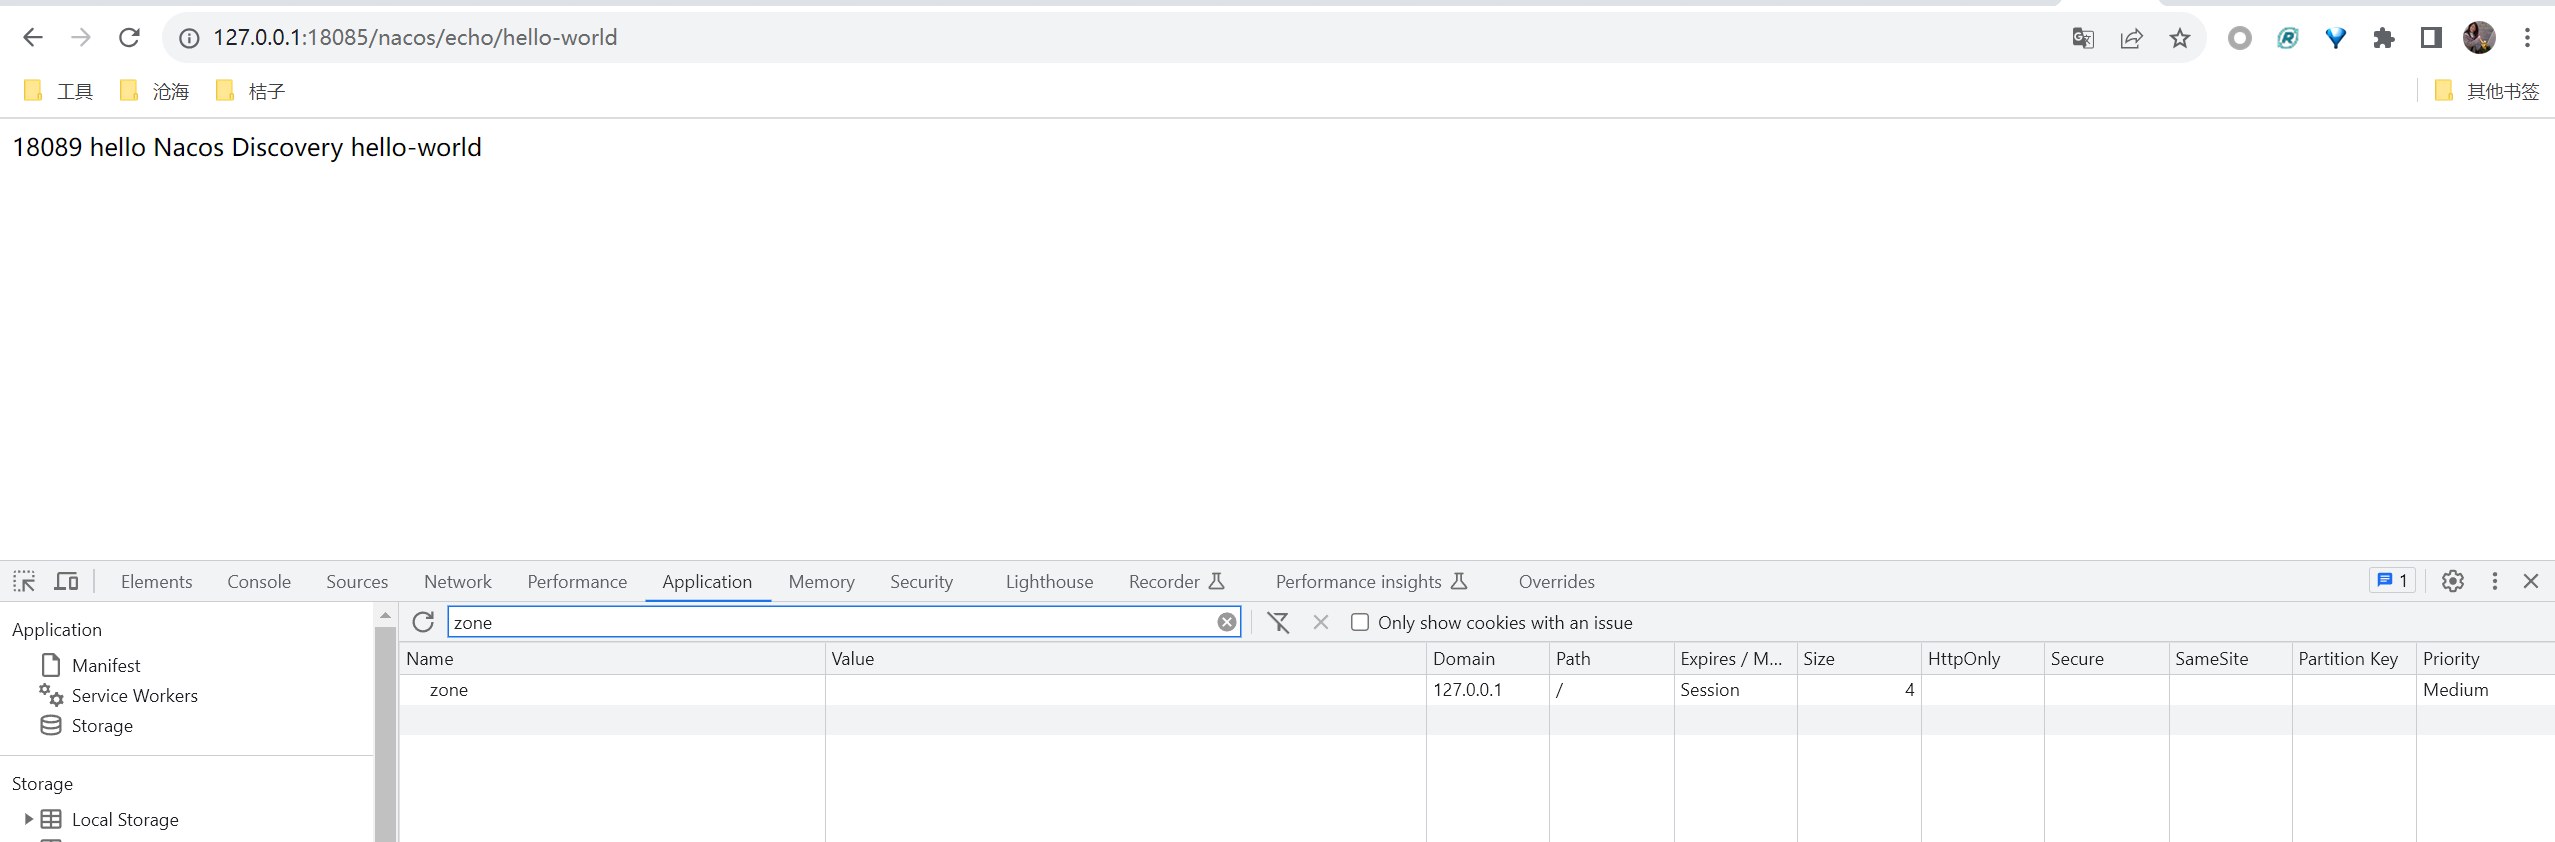 127.0.0.1:18085/nacos/echo/hello-world
工具 沧海 桔子 其他书签
18089 hello Nacos Discovery hello-world
Elements Console Sources Network Performance Application Memory Security Lighthouse Recorder Performance insights Overrides 1
Application
zone Only show cookies with an issue
Manifest
Service Workers
Storage
Storage
Local Storage
Name Value Domain Path Expires / M... Size HttpOnly Secure SameSite Partition Key Priority
zone 127.0.0.1 / Session 4 Medium